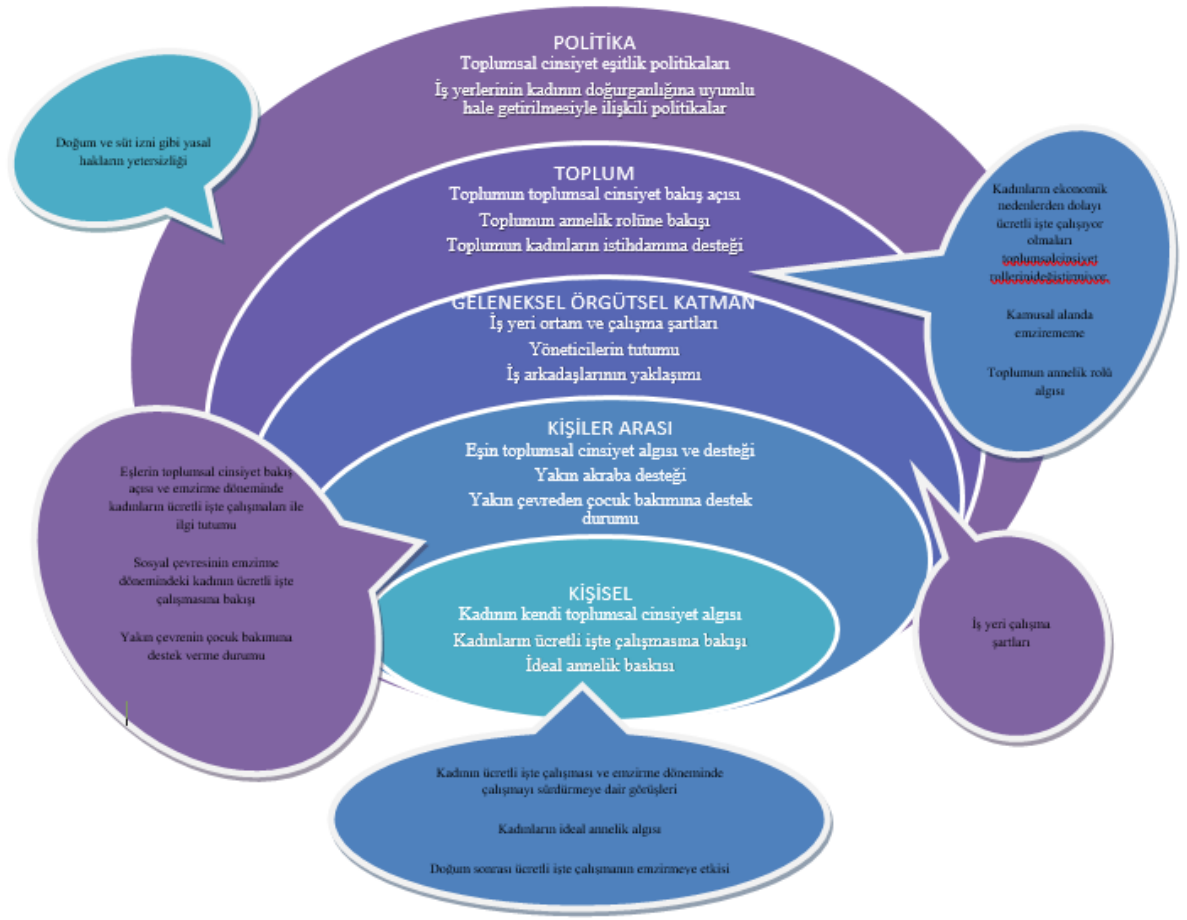 POLİTİKA
Toplumsal cinsiyet eşitlik politikaları
İş yerlerinin kadının doğurganlığına uyumlu
hale getirilmesiyle ilişkili politikalar
Doğum ve süt izni gibi yasal
hakların yetersizliği
TOPLUM
Toplumun toplumsal cinsiyet bakış açısı
Toplumun annelik rolüne bakışı
Toplumun kadınların istihdamına desteği
Kadınların ekonomik
nedenlerden dolayı
ücretli işte çalışıyor
olmaları
toplumsalcinsiyet
rollerinideğiştirmiyor.
Kamusal alanda
emzirememe
Toplumun annelik rolü
algısı
GELENEKSEL ÖRGÜTSEL KATMAN
İş yeri ortam ve çalışma şartları
Yöneticilerin tutumu
İş arkadaşlarının yaklaşımı
KİŞİLER ARASI
Eşin toplumsal cinsiyet algısı ve desteği
Yakın akraba desteği
Yakın çevreden çocuk bakımına destek
durumu
Eşlerin toplumsal cinsiyet bakış
açısı ve emzirme döneminde
kadınların ücretli işte çalışmaları ile
ilgi tutumu
Sosyal çevresinin emzirme
dönemindeki kadının ücretli işte
çalışmasına bakışı
Yakın çevrenin çocuk bakımına
destek verme durumu
KİŞİSEL
Kadının kendi toplumsal cinsiyet algısı
Kadınların ücretli işte çalışmasına bakışı
İdeal annelik baskısı
İş yeri çalışma
şartları
Kadının ücretli işte çalışması ve emzirme döneminde
çalışmayı sürdürmeye dair görüşleri
Kadınların ideal annelik algısı
Doğum sonrası ücretli işte çalışmanın emzirmeye etkisi